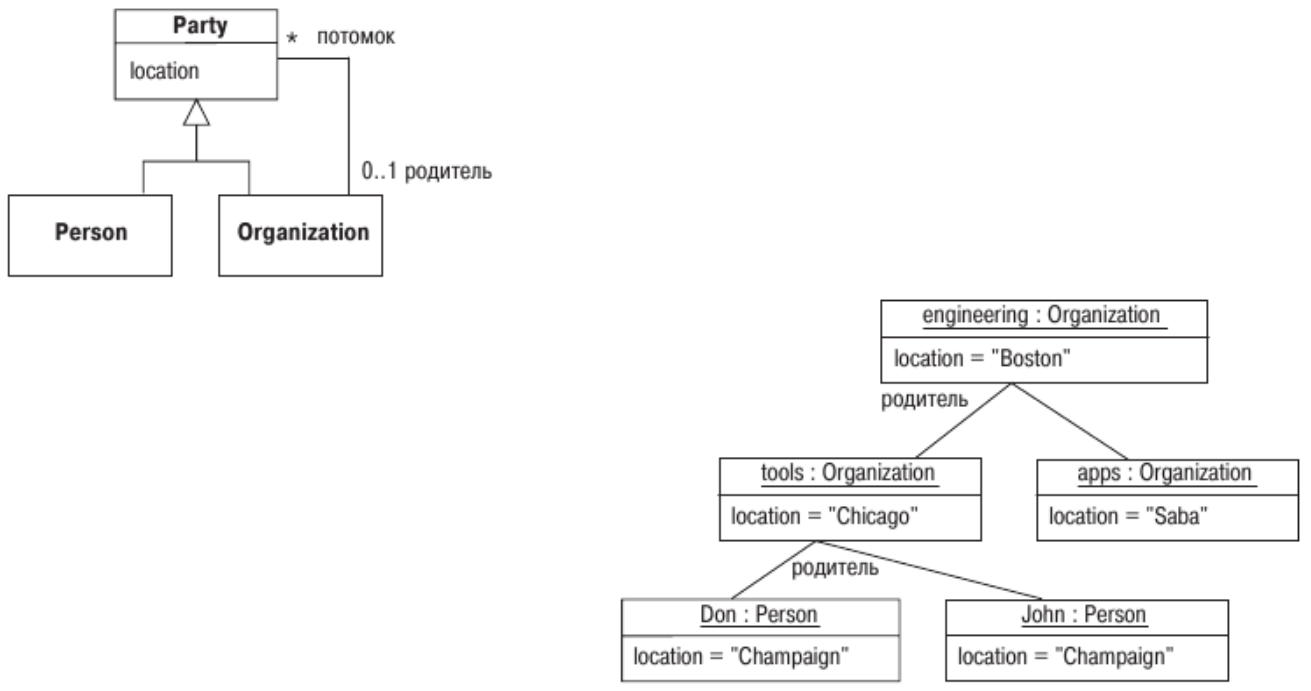 Party
* потомок
location
0..1 родитель
Person
Organization
engineering : Organization
location = "Boston"
родитель
tools : Organization
apps : Organization
location = "Chicago"
location = "Saba"
родитель
Don : Person
John : Person
location = "Champaign"
location = "Champaign"